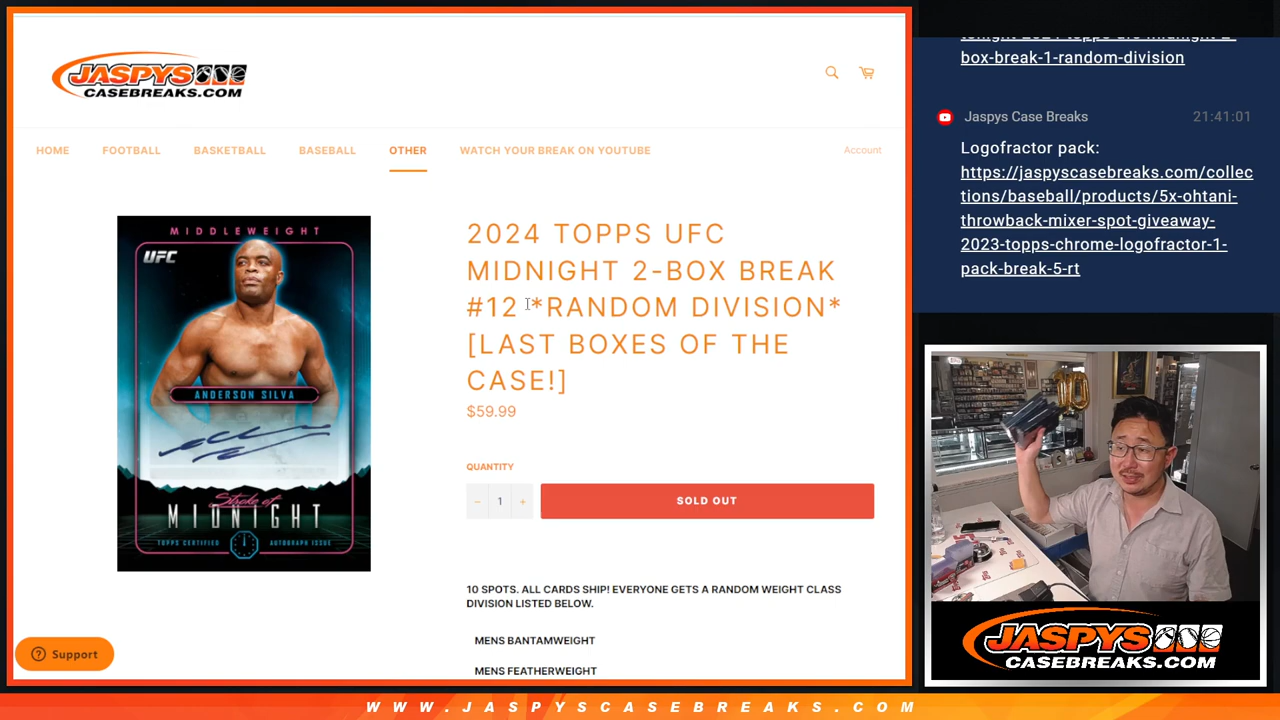 JASPYS
CASEBREAKS.COM
HOME FOOTBALL BASKETBALL BASEBALL OTHER WATCH YOUR BREAK ON YOUTUBE Account
MIDDLEWEIGHT
UFC
ANDERSON SILVA
Stroke of
MIDNIGHT
TOPPS CERTIFIED AUTOGRAPH ISSUE
2024 TOPPS UFC
MIDNIGHT 2-BOX BREAK
#12 *RANDOM DIVISION*
[LAST BOXES OF THE
CASE!]
$59.99
QUANTITY
− 1 + SOLD OUT
10 SPOTS. ALL CARDS SHIP! EVERYONE GETS A RANDOM WEIGHT CLASS
DIVISION LISTED BELOW.
MENS BANTAMWEIGHT
MENS FEATHERWEIGHT
Support
box-break-1-random-division
Jaspys Case Breaks 21:41:01
Logofractor pack:
https://jaspyscasebreaks.com/collec
tions/baseball/products/5x-ohtani-
throwback-mixer-spot-giveaway-
2023-topps-chrome-logofractor-1-
pack-break-5-rt
10
JASPYS
CASEBREAKS.COM
WWW.JASPYSCASEBREAKS.COM